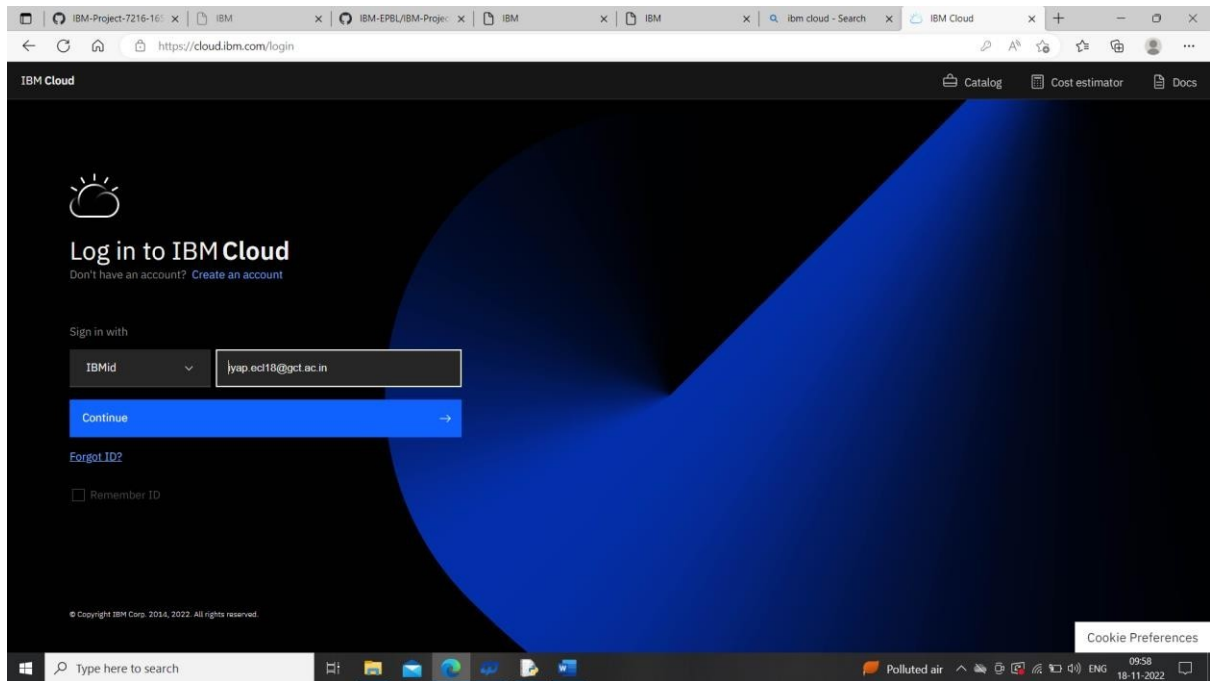 IBM-Project-7216-165
IBM
IBM-EPBL/IBM-Projec
IBM
IBM
ibm cloud - Search
IBM Cloud
https://cloud.ibm.com/login
IBM Cloud
Catalog
Cost estimator
Docs
Log in to IBM Cloud
Don't have an account? Create an account
Sign in with
IBMid
iyap.ecl18@gct.ac.in
Continue
Forgot ID?
Remember ID
© Copyright IBM Corp. 2014, 2022. All rights reserved.
Cookie Preferences
Type here to search
Polluted air
ENG
09:58
18-11-2022